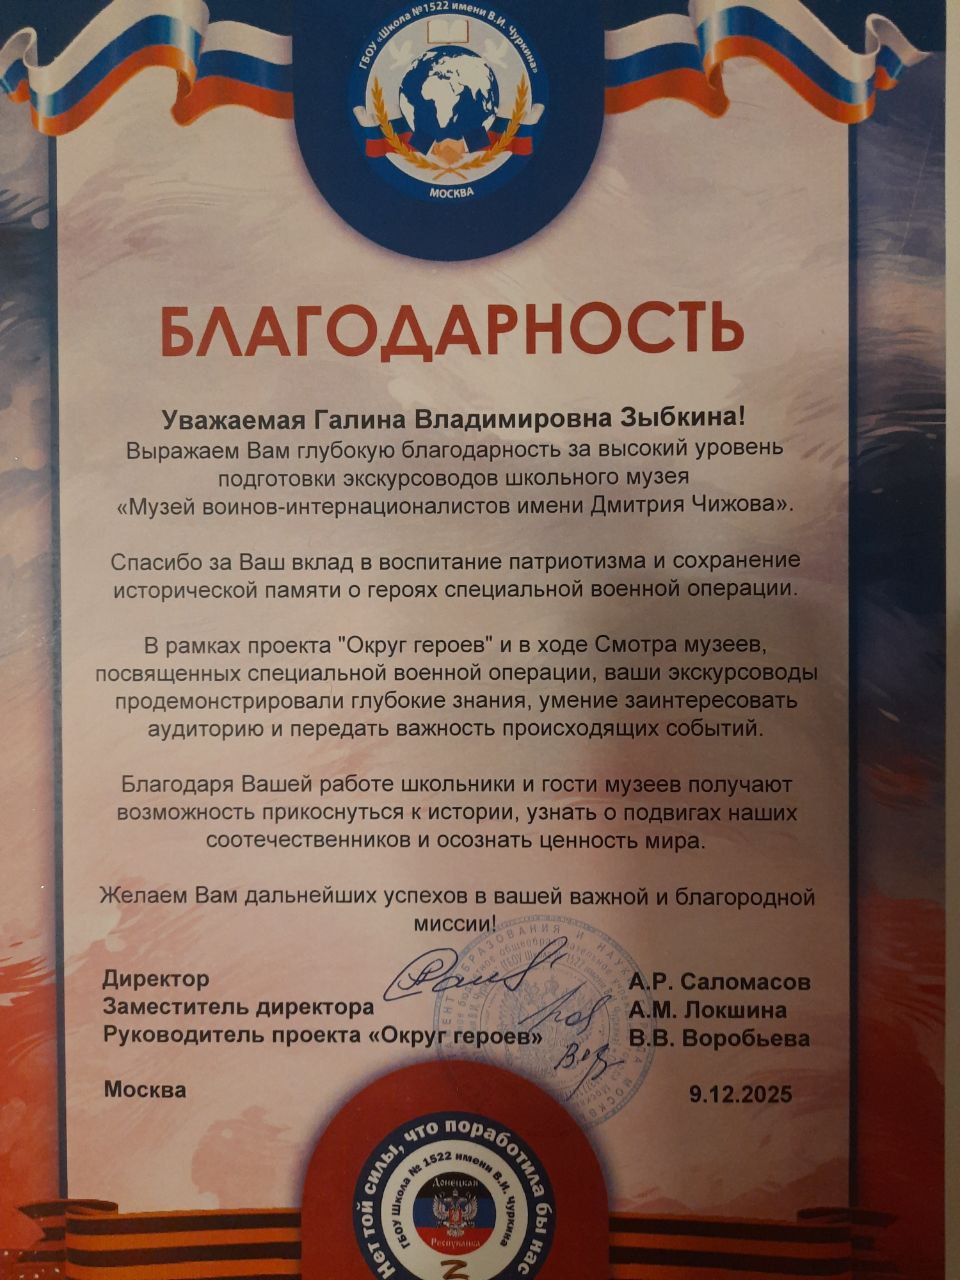 ГБОУ «Школа №1522 имени В.И. Чуркина»
МОСКВА
БЛАГОДАРНОСТЬ
Уважаемая Галина Владимировна Зыбкина!
Выражаем Вам глубокую благодарность за высокий уровень
подготовки экскурсоводов школьного музея
«Музей воинов-интернационалистов имени Дмитрия Чижова».
Спасибо за Ваш вклад в воспитание патриотизма и сохранение
исторической памяти о героях специальной военной операции.
В рамках проекта "Округ героев" и в ходе Смотра музеев,
посвященных специальной военной операции, ваши экскурсоводы
продемонстрировали глубокие знания, умение заинтересовать
аудиторию и передать важность происходящих событий.
Благодаря Вашей работе школьники и гости музеев получают
возможность прикоснуться к истории, узнать о подвигах наших
соотечественников и осознать ценность мира.
Желаем Вам дальнейших успехов в вашей важной и благородной
миссии!
Директор А.Р. Саломасов
Заместитель директора А.М. Локшина
Руководитель проекта «Округ героев» В.В. Воробьева
Москва 9.12.2025
Нет той силы, что поработила бы нас
ГБОУ Школа № 1522 имени В.И. Чуркина
Донецкая
Республика
Z